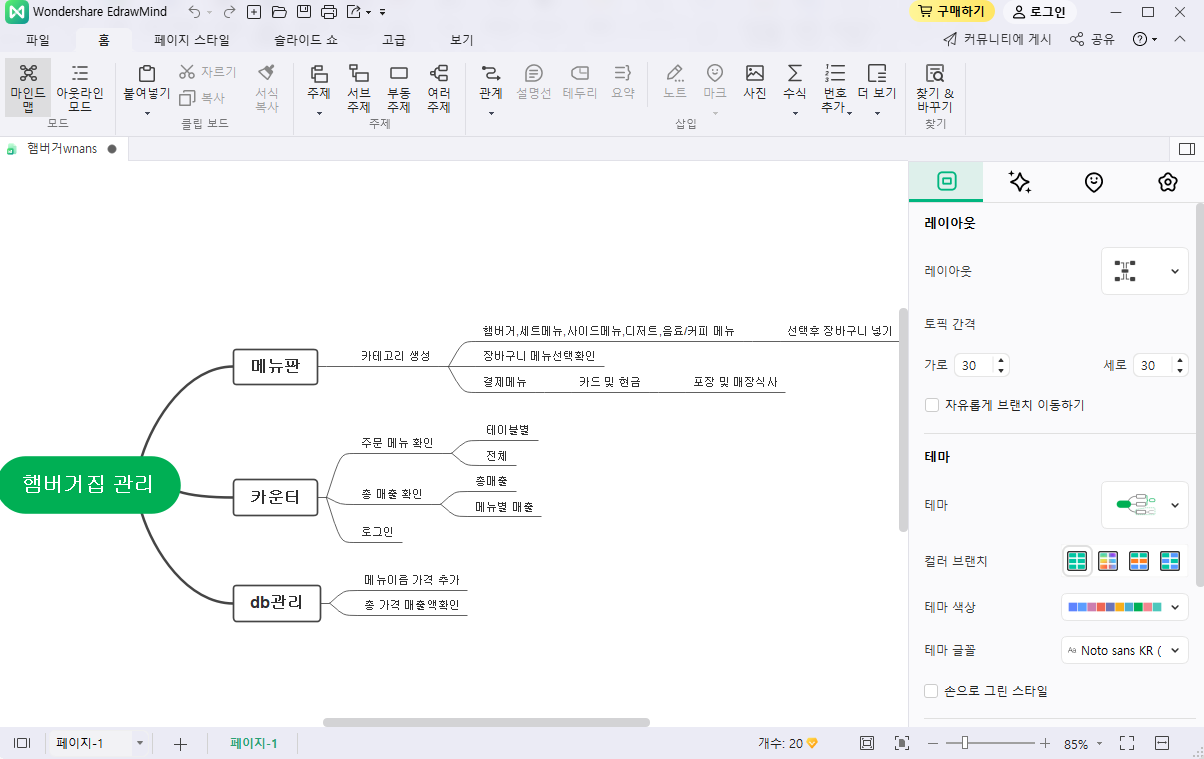 Wondershare EdrawMind
구매하기
로그인
파일
홈
페이지 스타일
슬라이드 쇼
고급
보기
커뮤니티에 게시
공유
마인드 맵
아웃라인 모드
모드
붙여넣기
자르기
복사
서식 복사
클립 보드
주제
서브 주제
부동 주제
여러 주제
주제
관계
설명선
테두리
요약
노트
마크
사진
수식
번호 추가
더 보기
삽입
찾기 & 바꾸기
찾기
햄버거wnans
햄버거집 관리
메뉴판
카테고리 생성
햄버거,세트메뉴,사이드메뉴,디저트,음료/커피 메뉴
선택후 장바구니 넣기
장바구니 메뉴선택확인
결제메뉴
카드 및 현금
포장 및 매장식사
카운터
주문 메뉴 확인
테이블별
전체
총 매출 확인
총매출
메뉴별 매출
로그인
db관리
메뉴이음 가격 추가
총 가격 매출액확인
레이아웃
레이아웃
토픽 간격
가로
30
세로
30
자유롭게 브랜치 이동하기
테마
테마
컬러 브랜치
테마 색상
테마 글꼴
Aa Noto sans KR (
손으로 그린 스타일
페이지-1
페이지-1
개수: 20
85%